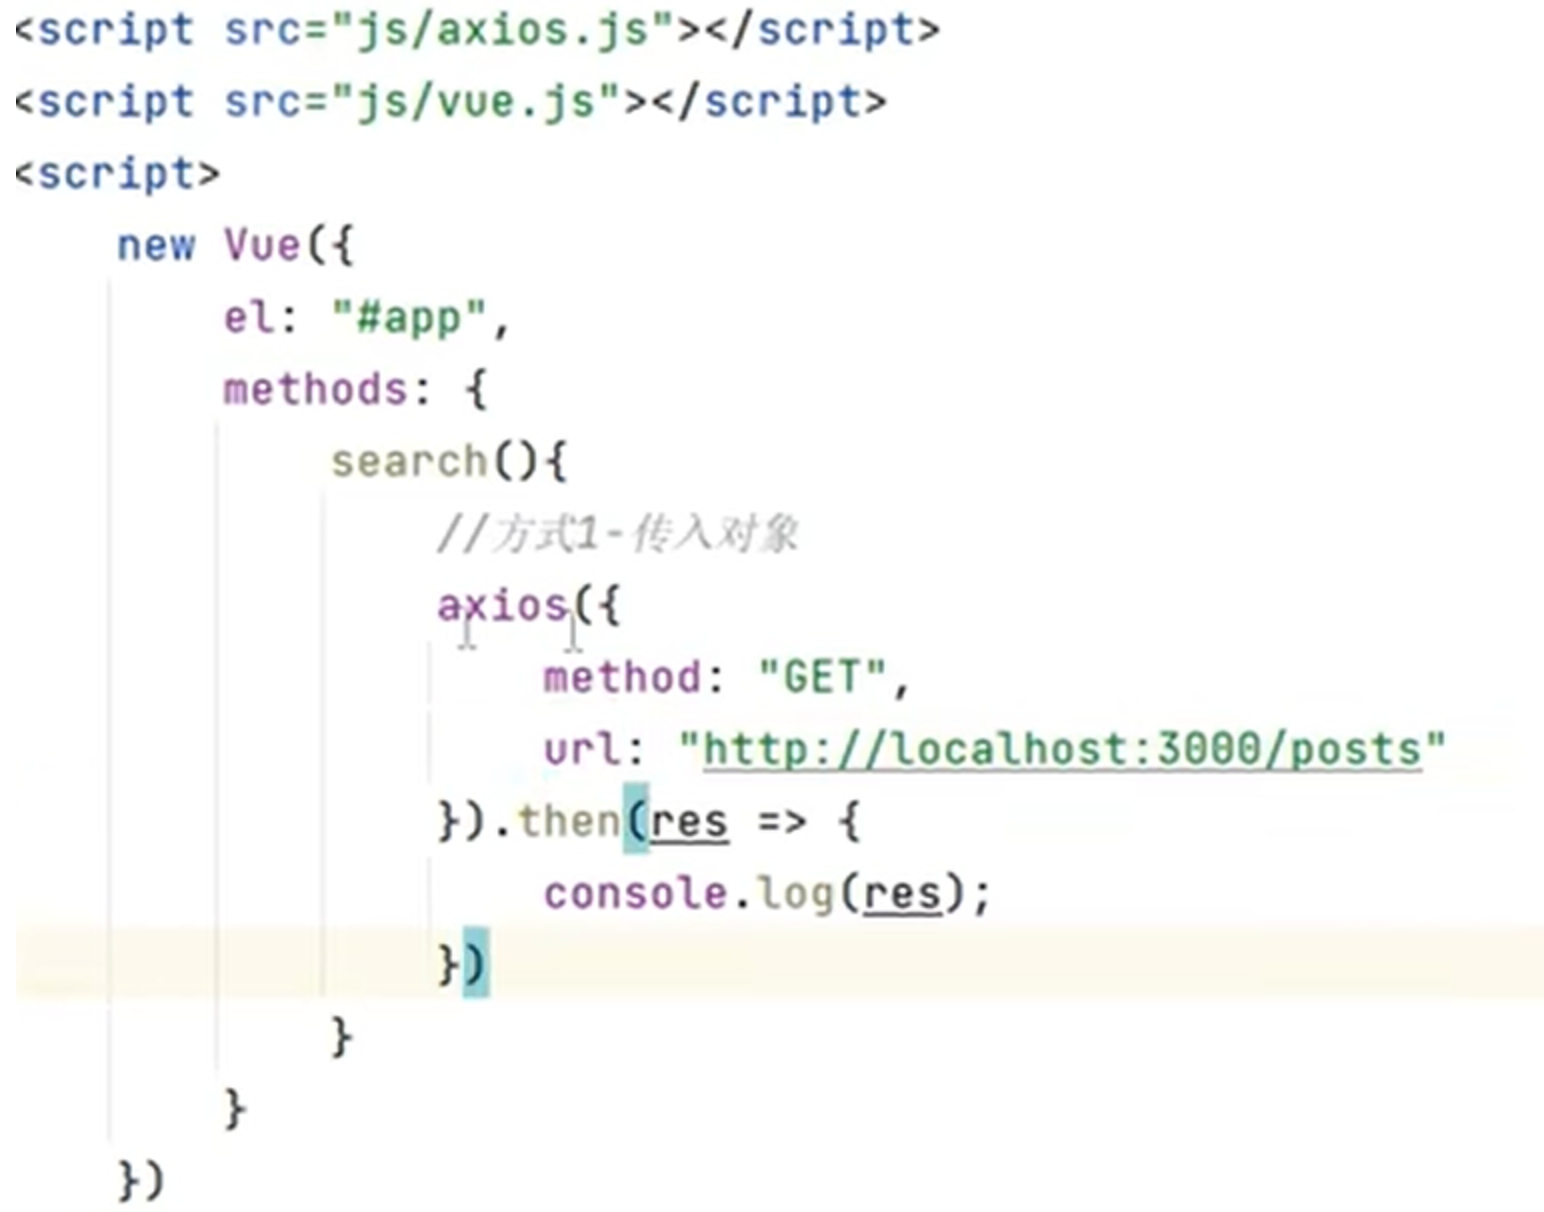 <script src="js/axios.js"></script>
<script src="js/vue.js"></script>
<script>
new Vue({
el: "#app",
methods: {
search(){
//方式1-传入对象
axios({
method: "GET",
url: "http://localhost:3000/posts"
}).then(res => {
console.log(res);
})
}
}
})